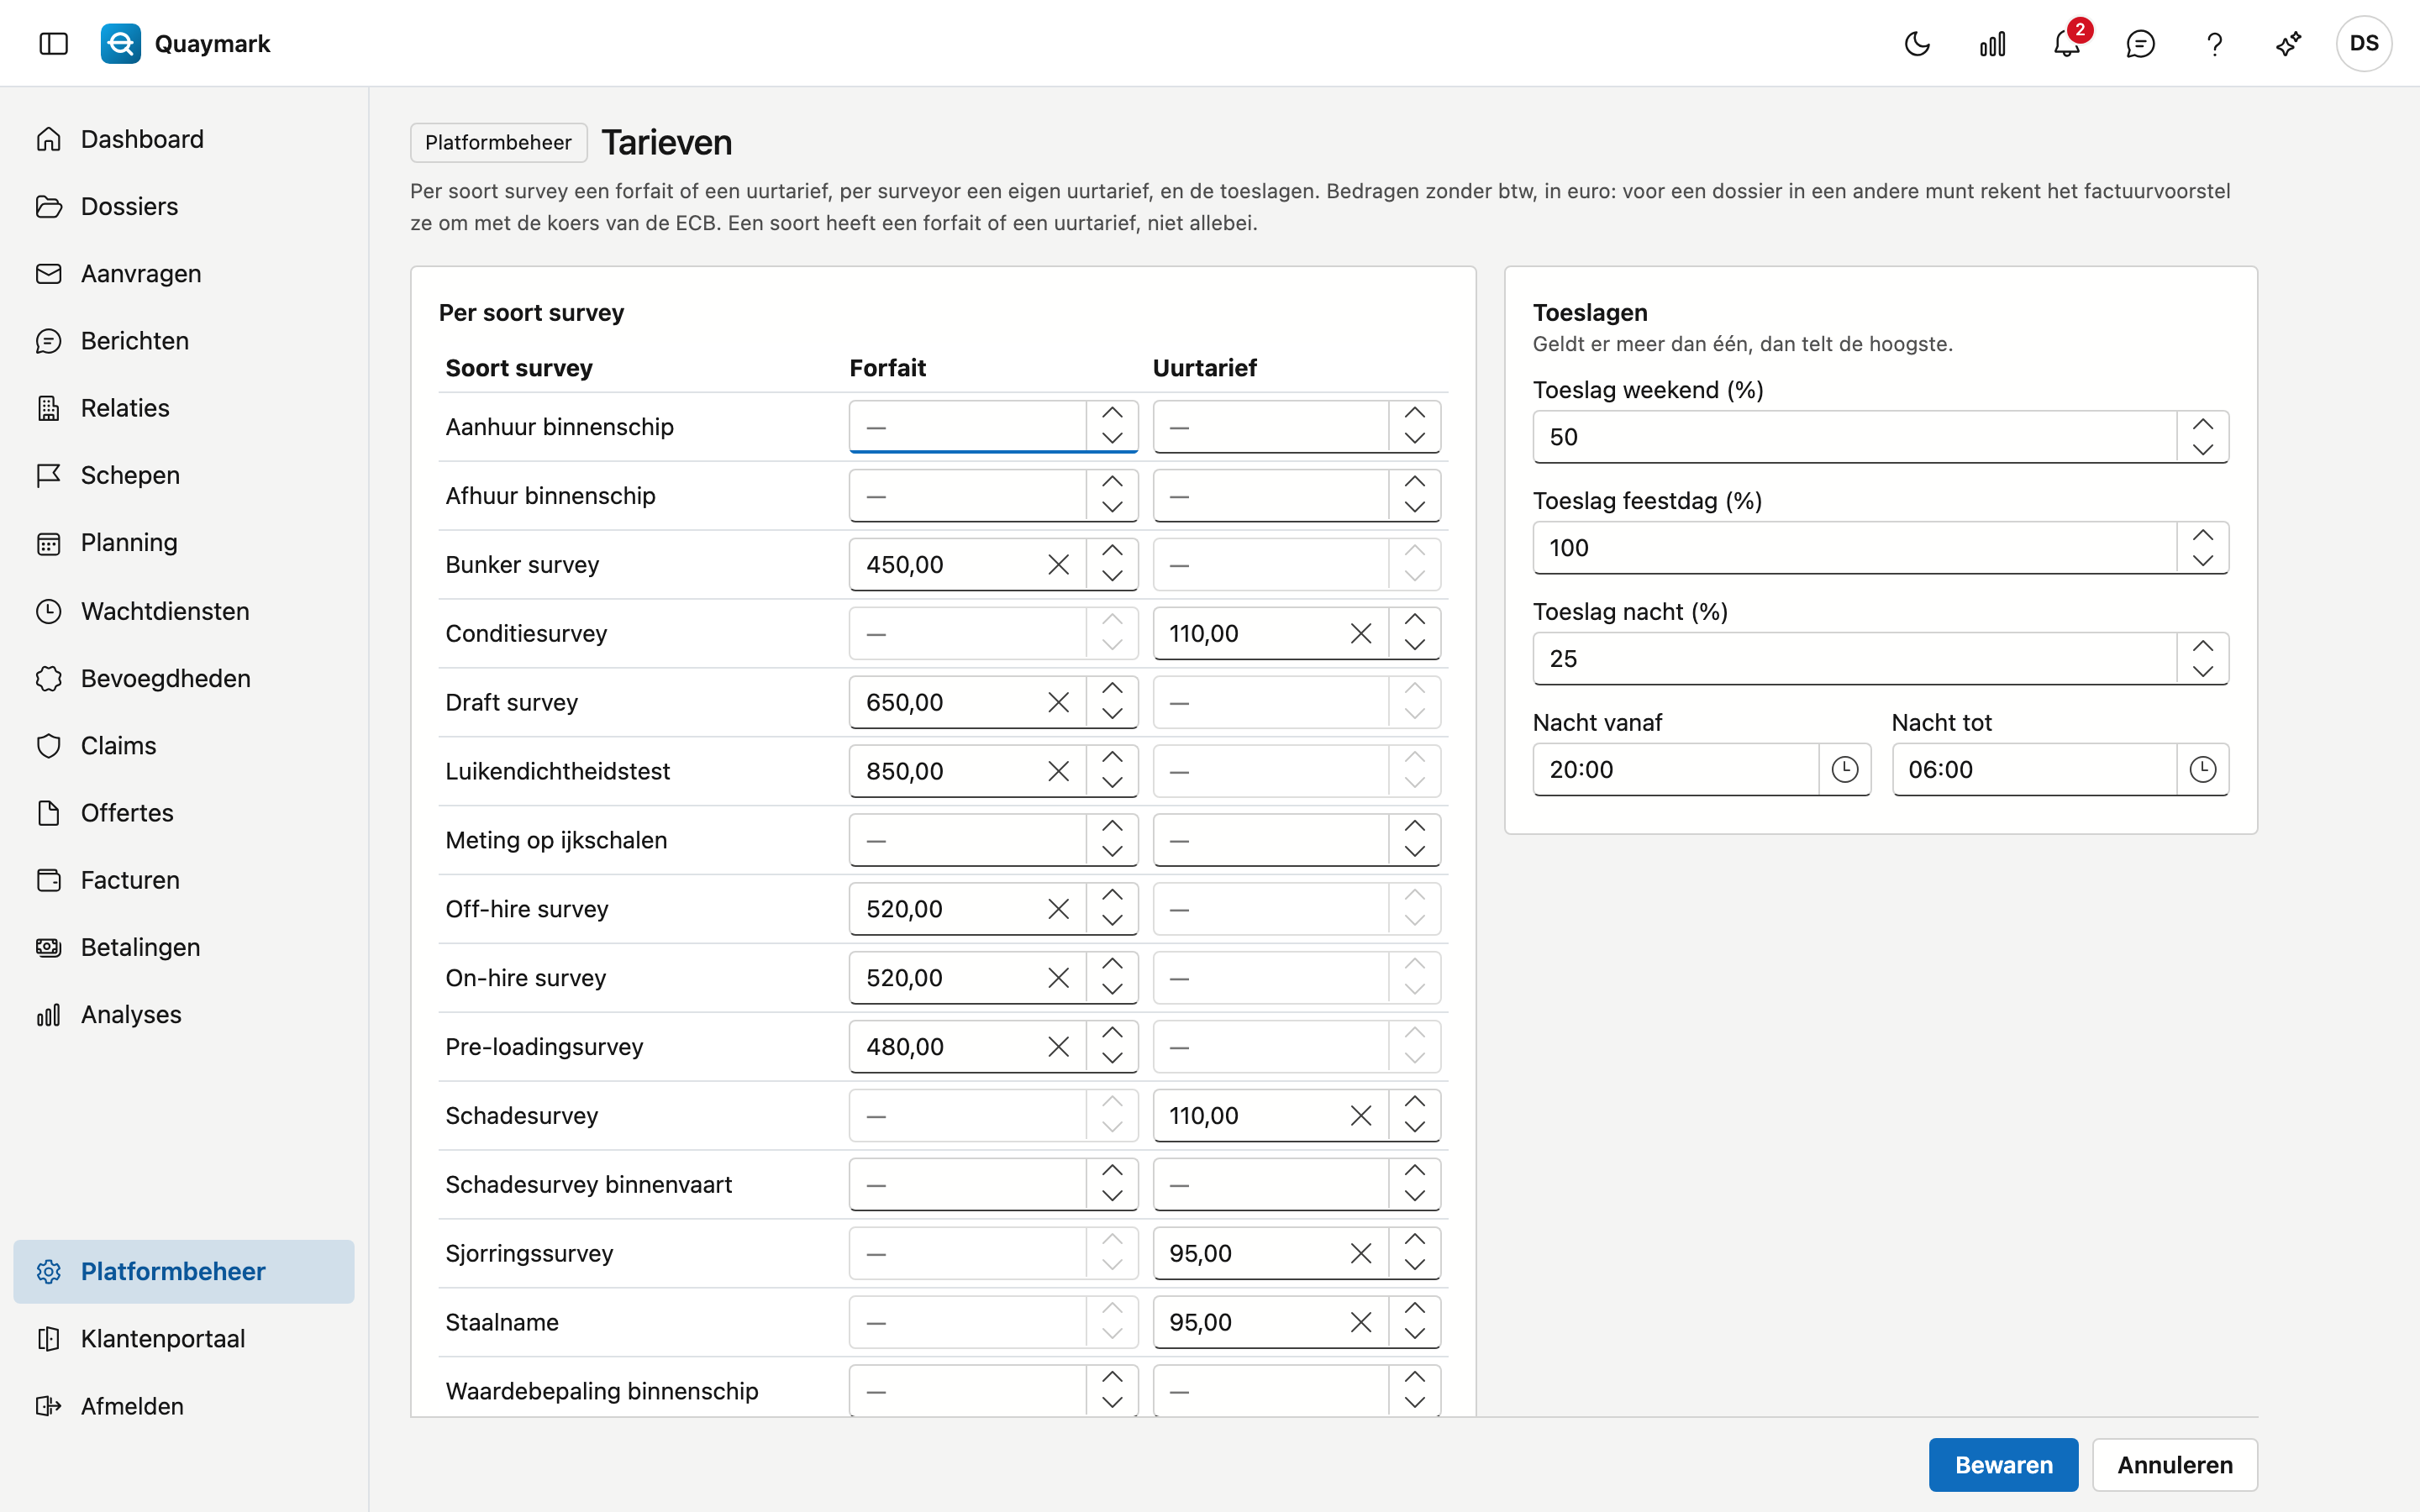 Quaymark
2
DS
Dashboard
Dossiers
Aanvragen
Berichten
Relaties
Schepen
Planning
Wachtdiensten
Bevoegdheden
Claims
Offertes
Facturen
Betalingen
Analyses
Platformbeheer
Klantenportaal
Afmelden
Platformbeheer Tarieven
Per soort survey een forfait of een uurtarief, per surveyor een eigen uurtarief, en de toeslagen. Bedragen zonder btw, in euro: voor een dossier in een andere munt rekent het factuurvoorstel
ze om met de koers van de ECB. Een soort heeft een forfait of een uurtarief, niet allebei.
Per soort survey
Soort survey Forfait Uurtarief
Aanhuur binnenschip — —
Afhuur binnenschip — —
Bunker survey 450,00 —
Conditiesurvey — 110,00
Draft survey 650,00 —
Luikendichtheidstest 850,00 —
Meting op ijkschalen — —
Off-hire survey 520,00 —
On-hire survey 520,00 —
Pre-loadingsurvey 480,00 —
Schadesurvey — 110,00
Schadesurvey binnenvaart — —
Sjorringssurvey — 95,00
Staalname — 95,00
Waardebepaling binnenschip — —
Toeslagen
Geldt er meer dan één, dan telt de hoogste.
Toeslag weekend (%)
50
Toeslag feestdag (%)
100
Toeslag nacht (%)
25
Nacht vanaf Nacht tot
20:00 06:00
Bewaren Annuleren